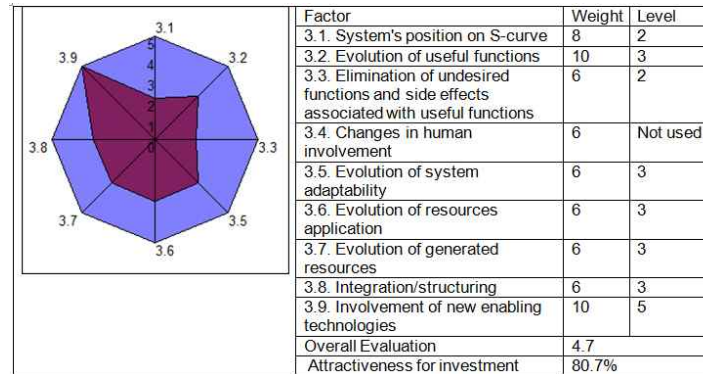 3.1
3.9
3.2
5
4
3
2
1
0
3.8
3.3
3.7
3.5
3.6
Factor Weight Level
3.1. System's position on S-curve 8 2
3.2. Evolution of useful functions 10 3
3.3. Elimination of undesired 6 2
functions and side effects
associated with useful functions
3.4. Changes in human 6 Not used
involvement
3.5. Evolution of system 6 3
adaptability
3.6. Evolution of resources 6 3
application
3.7. Evolution of generated 6 3
resources
3.8. Integration/structuring 6 3
3.9. Involvement of new enabling 10 5
technologies
Overall Evaluation 4.7
Attractiveness for investment 80.7%